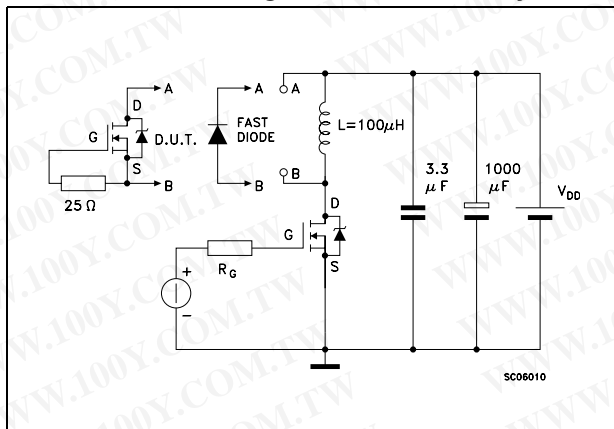 A
A
A
D
G
D.U.T.
FAST
DIODE
L=100μH
S
B
B
B
25 Ω
3.3
μF
1000
μF
VDD
D
G
S
RG
+
−
SC06010
WWW.100Y.COM.TW